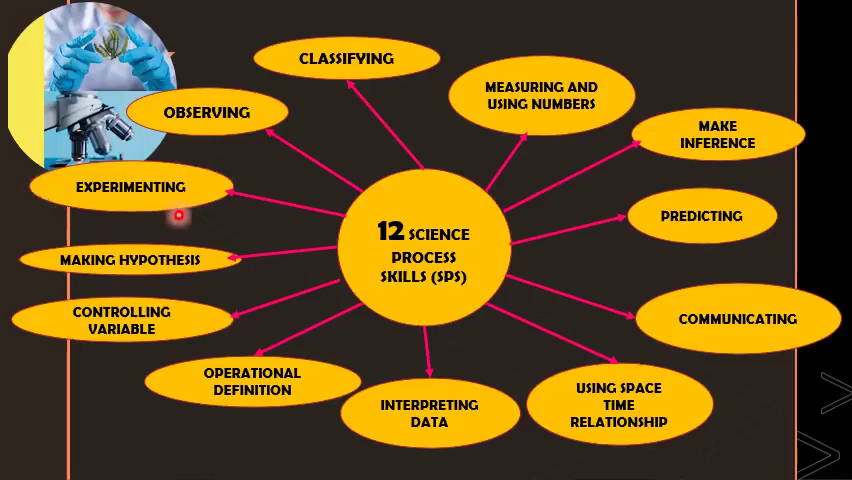 CLASSIFYING
MEASURING AND
USING NUMBERS
OBSERVING
MAKE
INFERENCE
EXPERIMENTING
PREDICTING
12 SCIENCE
PROCESS
SKILLS (SPS)
MAKING HYPOTHESIS
CONTROLLING
VARIABLE
COMMUNICATING
OPERATIONAL
DEFINITION
INTERPRETING
DATA
USING SPACE
TIME
RELATIONSHIP